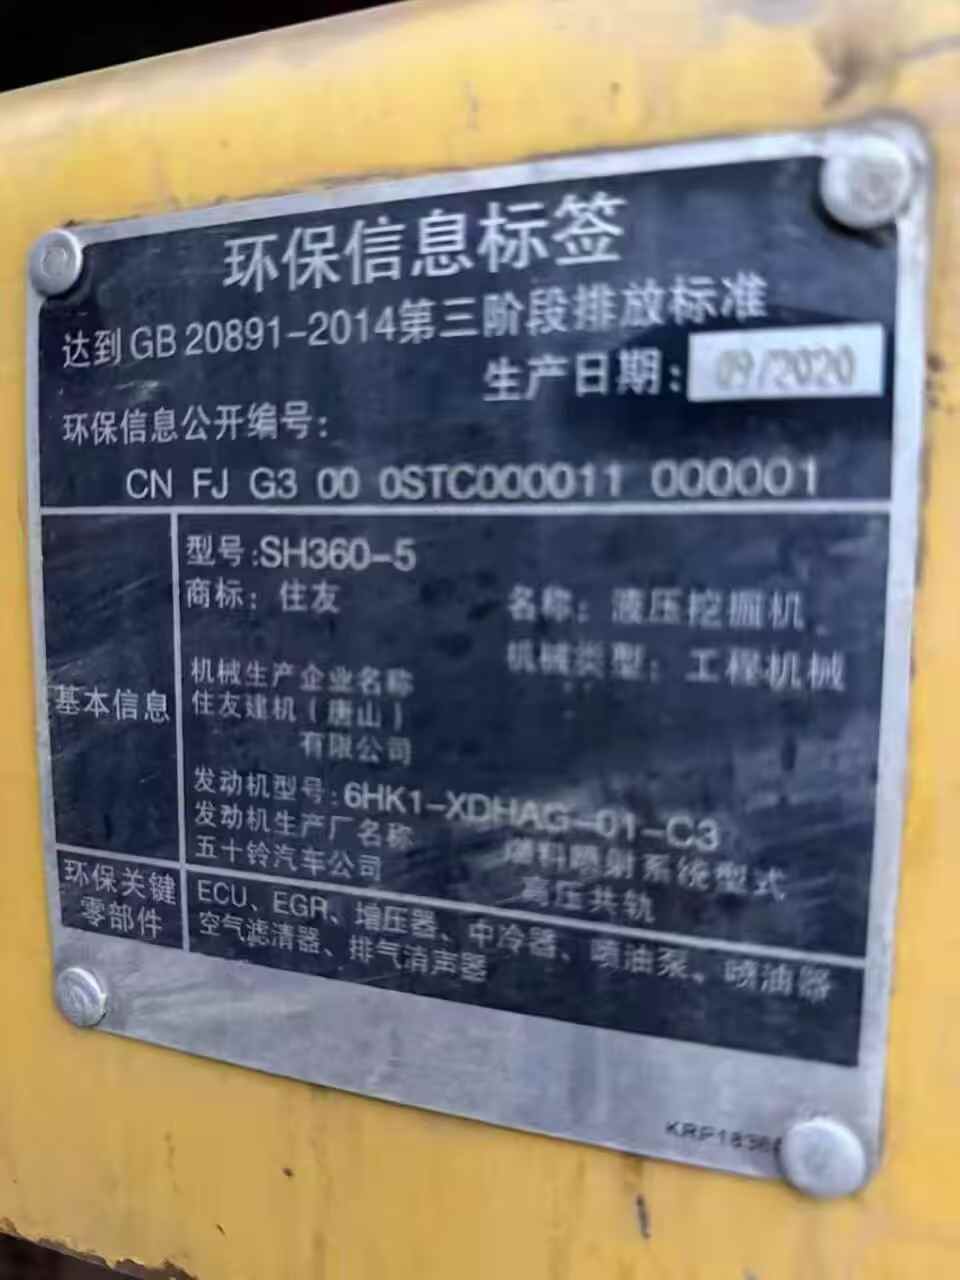 环保信息标签
达到GB 20891-2014第三阶段排放标准
生产日期: 09/2020
环保信息公开编号:
CN FJ G3 00 0STC000011 000001
基本信息
型号:SH360-5
商标: 住友
名称: 液压挖掘机
机械类型: 工程机械
机械生产企业名称
住友建机(唐山)
有限公司
发动机型号:6HK1-XDHAG-01-C3
发动机生产厂名称
五十铃汽车公司
燃料喷射系统型式
高压共轨
环保关键
零部件
ECU、EGR、增压器、中冷器、喷油泵、喷油器
空气滤清器、排气消声器